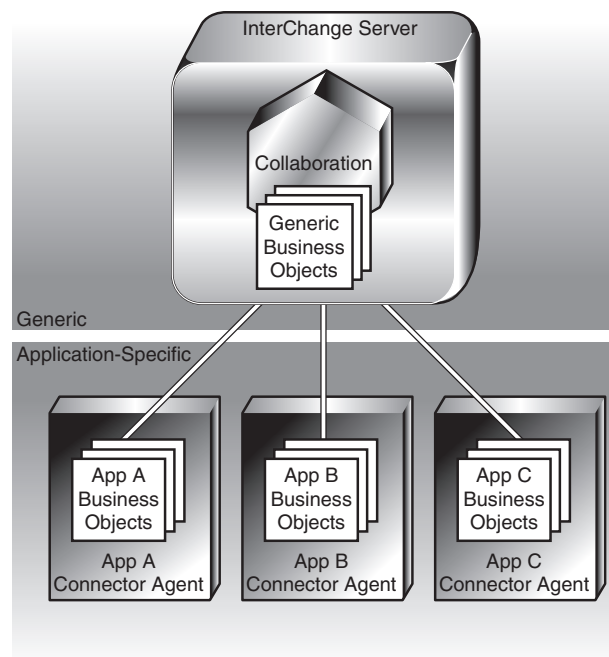 InterChange Server
Collaboration
Generic
Business
Objects
Generic
Application-Specific
App A
Business
Objects
App A
Connector Agent
App B
Business
Objects
App B
Connector Agent
App C
Business
Objects
App C
Connector Agent